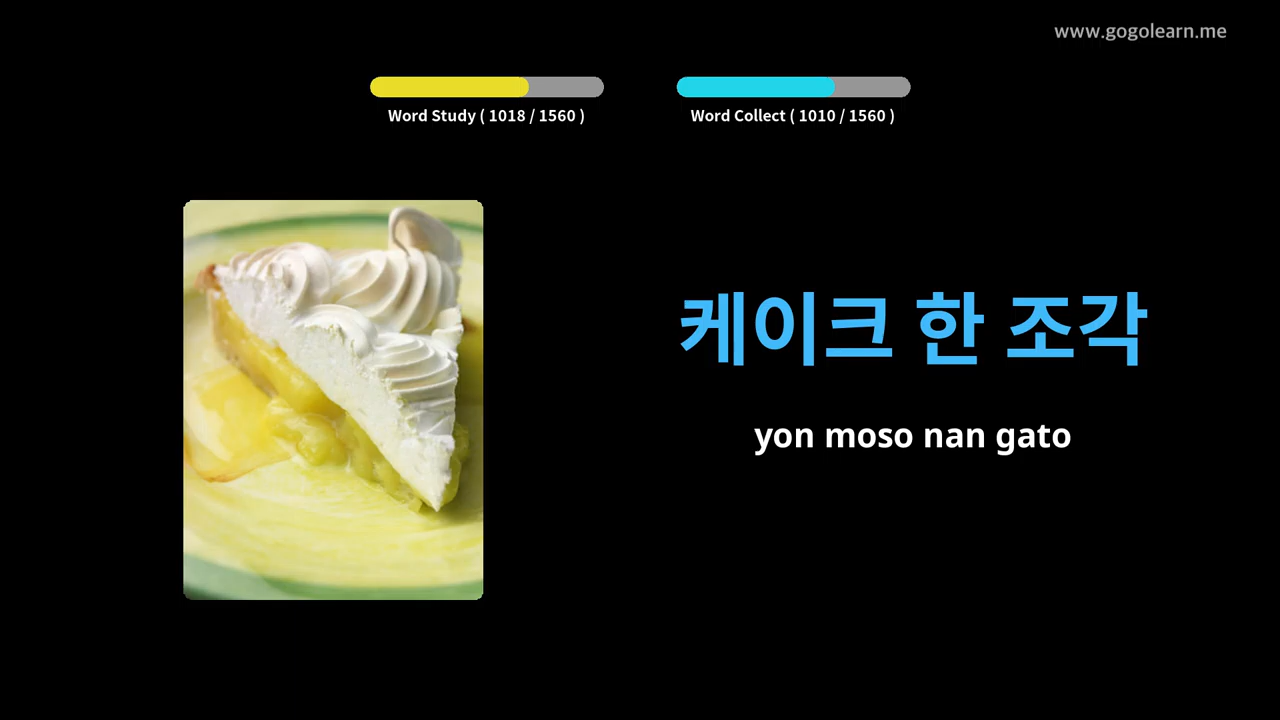 www.gogolearn.me
Word Study ( 1018 / 1560 )
Word Collect ( 1010 / 1560 )
케이크 한 조각
yon moso nan gato